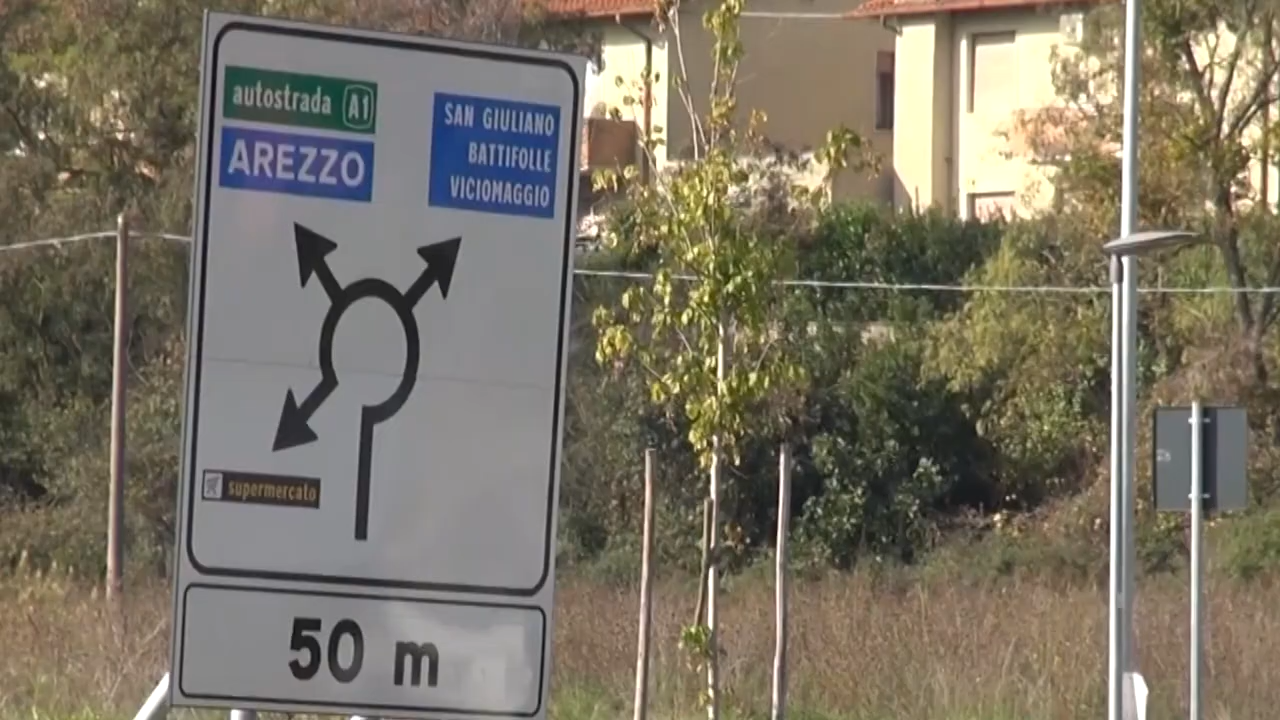 autostrada A1
AREZZO
SAN GIULIANO
BATTIFOLLE
VICIOMAGGIO
supermercato
50 m